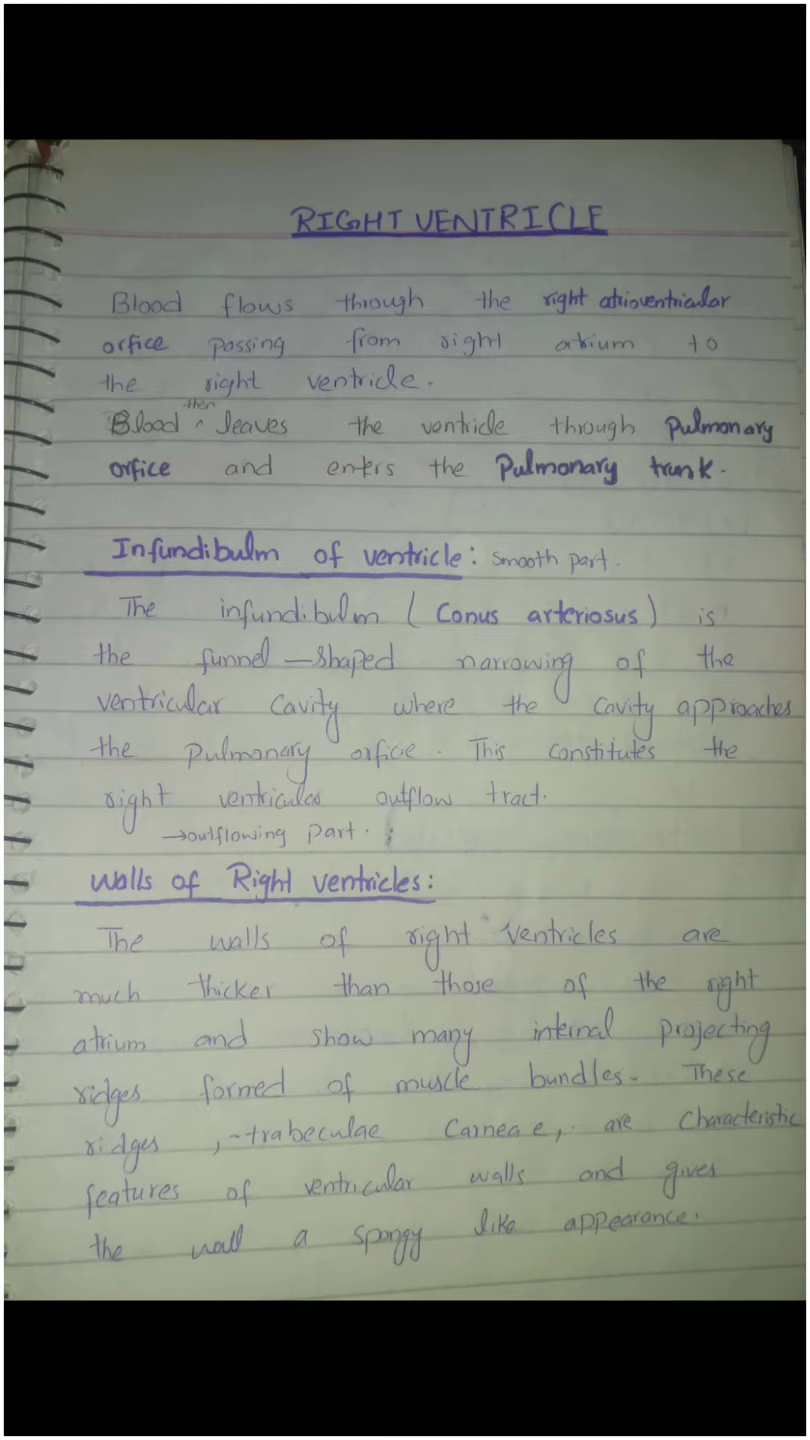 RIGHT VENTRICLE
Blood flows through the right atrioventricular
orfice passing from right atrium to
the right ventricle.
Blood ^then leaves the ventricle through Pulmonary
orfice and enters the Pulmonary trunk.
Infundibulm of ventricle: smooth part.
The infundibulm (Conus arteriosus) is
the funnel-shaped narrowing of the
ventricular cavity where the cavity approaches
the pulmonary orficie. This constitutes the
right ventricular outflow tract.
→outflowing part.
Walls of Right ventricles:
The walls of right ventricles are
much thicker than those of the right
atrium and show many internal projecting
ridges formed of muscle bundles. These
ridges, -trabeculae Carneae, are characteristic
features of ventricular walls and gives
the wall a spongy like appearance.